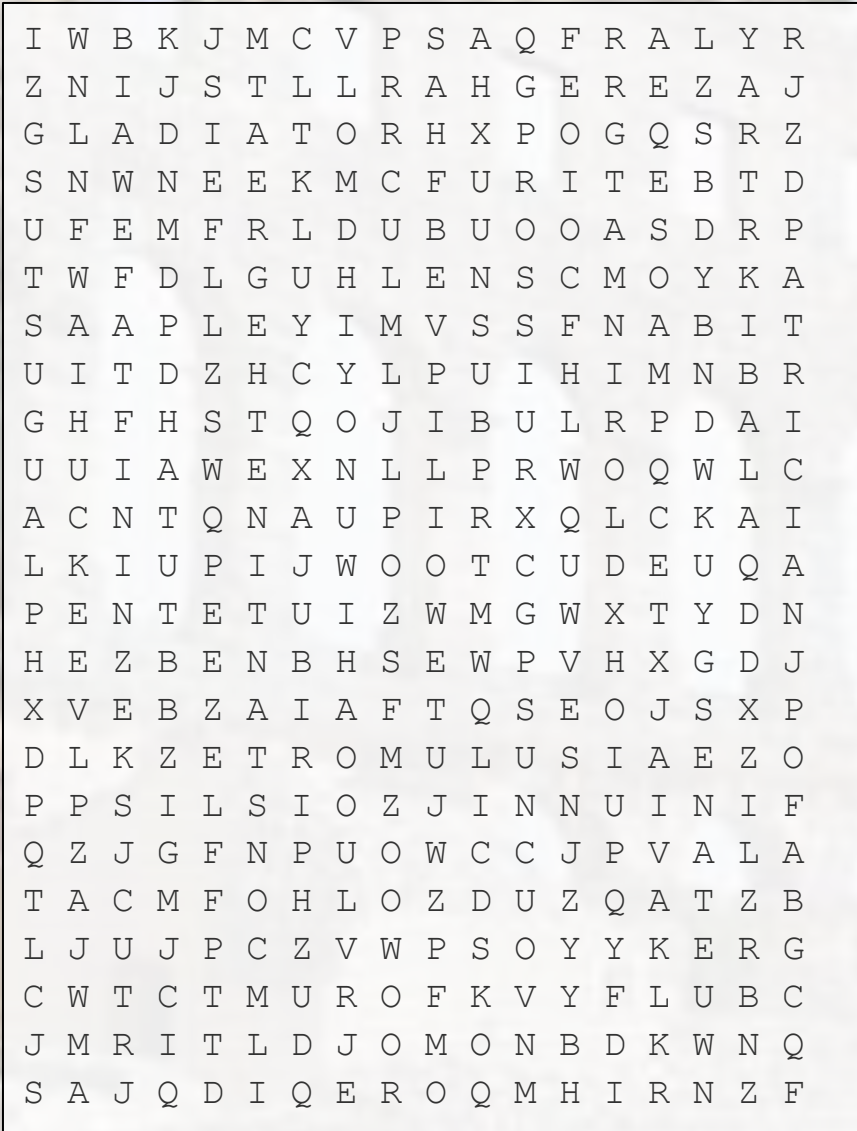 I W B K J M C V P S A Q F R A L Y R
Z N I J S T L L R A H G E R E Z A J
G L A D I A T O R H X P O G Q S R Z
S N W N E E K M C F U R I T E B T D
U F E M F R L D U B U O O A S D R P
T W F D L G U H L E N S C M O Y K A
S A A P L E Y I M V S S F N A B I T
U I T D Z H C Y L P U I H I M N B R
G H F H S T Q O J I B U L R P D A I
U U I A W E X N L L P R W O Q W L C
A C N T Q N A U P I R X Q L C K A I
L K I U P I J W O O T C U D E U Q A
P E N T E T U I Z W M G W X T Y D N
H E Z B E N B H S E W P V H X G D J
X V E B Z A I A F T Q S E O J S X P
D L K Z E T R O M U L U S I A E Z O
P P S I L S I O Z J I N N U I N I F
Q Z J G F N P U O W C C J P V A L A
T A C M F O H L O Z D U Z Q A T Z B
L J U J P C Z V W P S O Y Y K E R G
C W T C T M U R O F K V Y F L U B C
J M R I T L D J O M O N B D K W N Q
S A J Q D I Q E R O Q M H I R N Z F